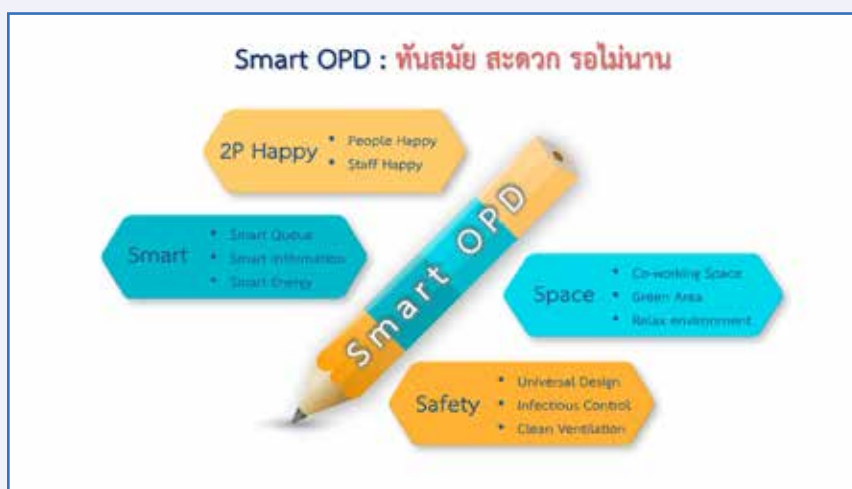 Smart OPD : ทันสมัย สะดวก รอไม่นาน
2P Happy
• People Happy
• Staff Happy
Smart
• Smart Queue
• Smart Infrimation
• Smart Energy
Smart OPD
Space
• Co-working Space
• Green Area
• Relax environment
Safety
• Universal Design
• Infectious Control
• Clean Ventilation